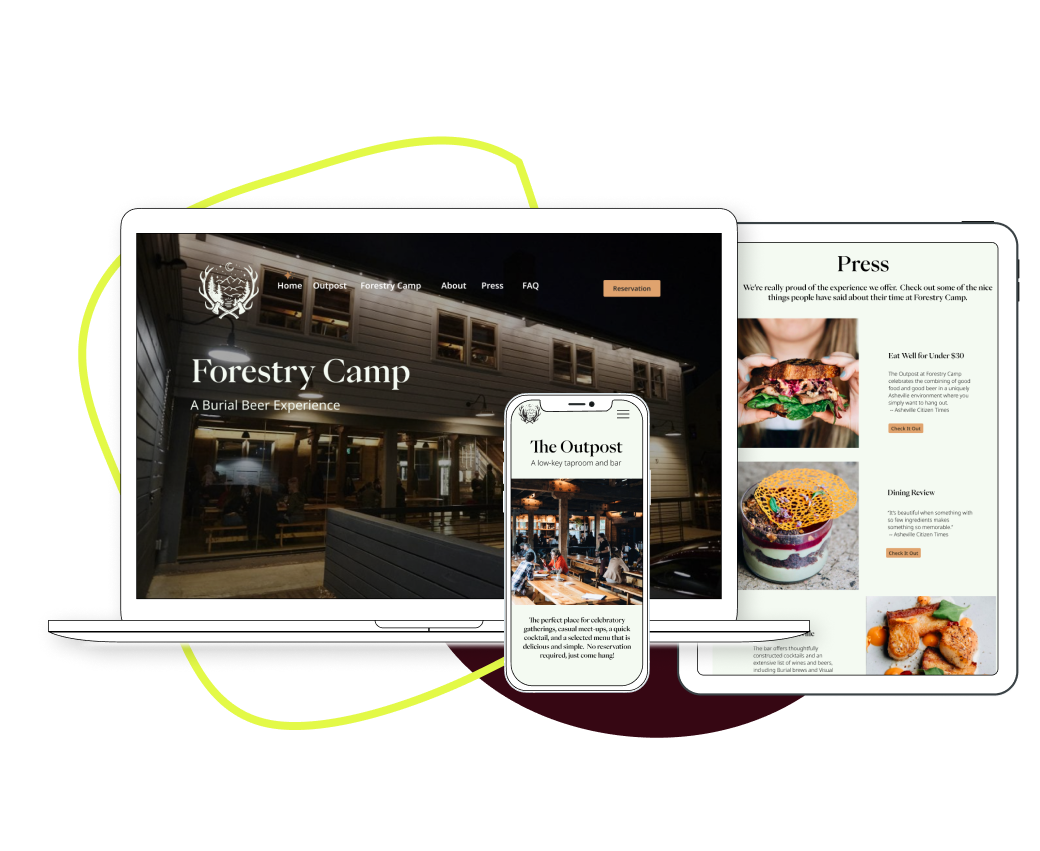 Home Outpost Forestry Camp About Press FAQ
Reservation
Forestry Camp
A Burial Beer Experience
The Outpost
A low-key taproom and bar
The perfect place for celebratory
gatherings, casual meet-ups, a quick
cocktail, and a selected menu that is
delicious and simple. No reservation
required, just come hang!
Press
We're really proud of the experience we offer. Check out some of the nice
things people have said about their time at Forestry Camp.
Eat Well for Under $30
The Outpost at Forestry Camp
celebrates the combining of good
food and good beer in a uniquely
Asheville environment where you
simply want to hang out.
– Asheville Citizen Times
Check It Out
Dining Review
"It's beautiful when something with
so few ingredients makes
something so memorable."
– Asheville Citizen Times
Check It Out
The bar offers thoughtfully
constructed cocktails and an
extensive list of wines and beers,
including Burial brews and Visual